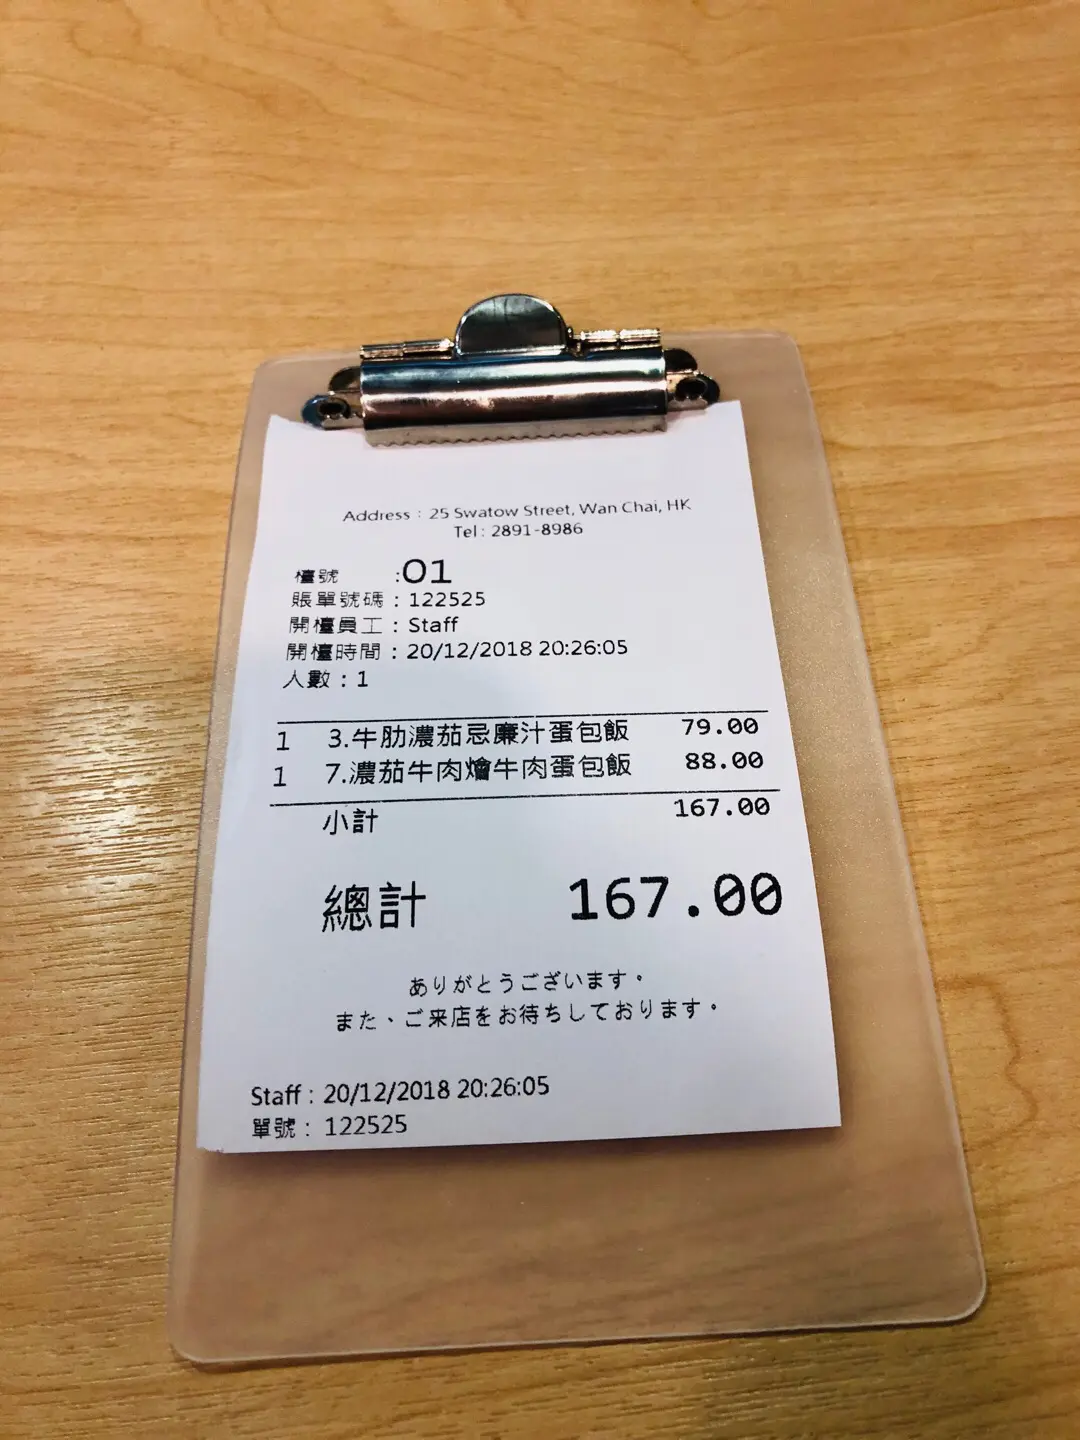 Address : 25 Swatow Street, Wan Chai, HK
Tel : 2891-8986
檯號 :01
賬單號碼 : 122525
開檯員工 : Staff
開檯時間 : 20/12/2018 20:26:05
人數 : 1
1 3.牛肋濃茄忌廉汁蛋包飯 79.00
1 7.濃茄牛肉燴牛肉蛋包飯 88.00
小計 167.00
總計 167.00
ありがとうございます。
また、ご来店をお待ちしております。
Staff : 20/12/2018 20:26:05
單號 : 122525